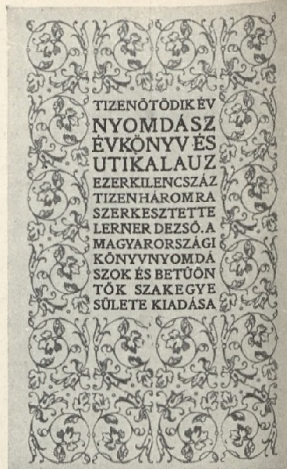 TIZENÖTÖDIK ÉV
NYOMDÁSZ
ÉVKÖNYV ÉS
UTIKALAUZ
EZERKILENCSZÁZ
TIZENHÁROMRA
SZERKESZTETTE
LERNER DEZSŐ. A
MAGYARORSZÁGI
KÖNYVNYOMDÁ
SZOK ÉS BETŰÖN
TŐK SZAKEGYE
SÜLETE KIADÁSA